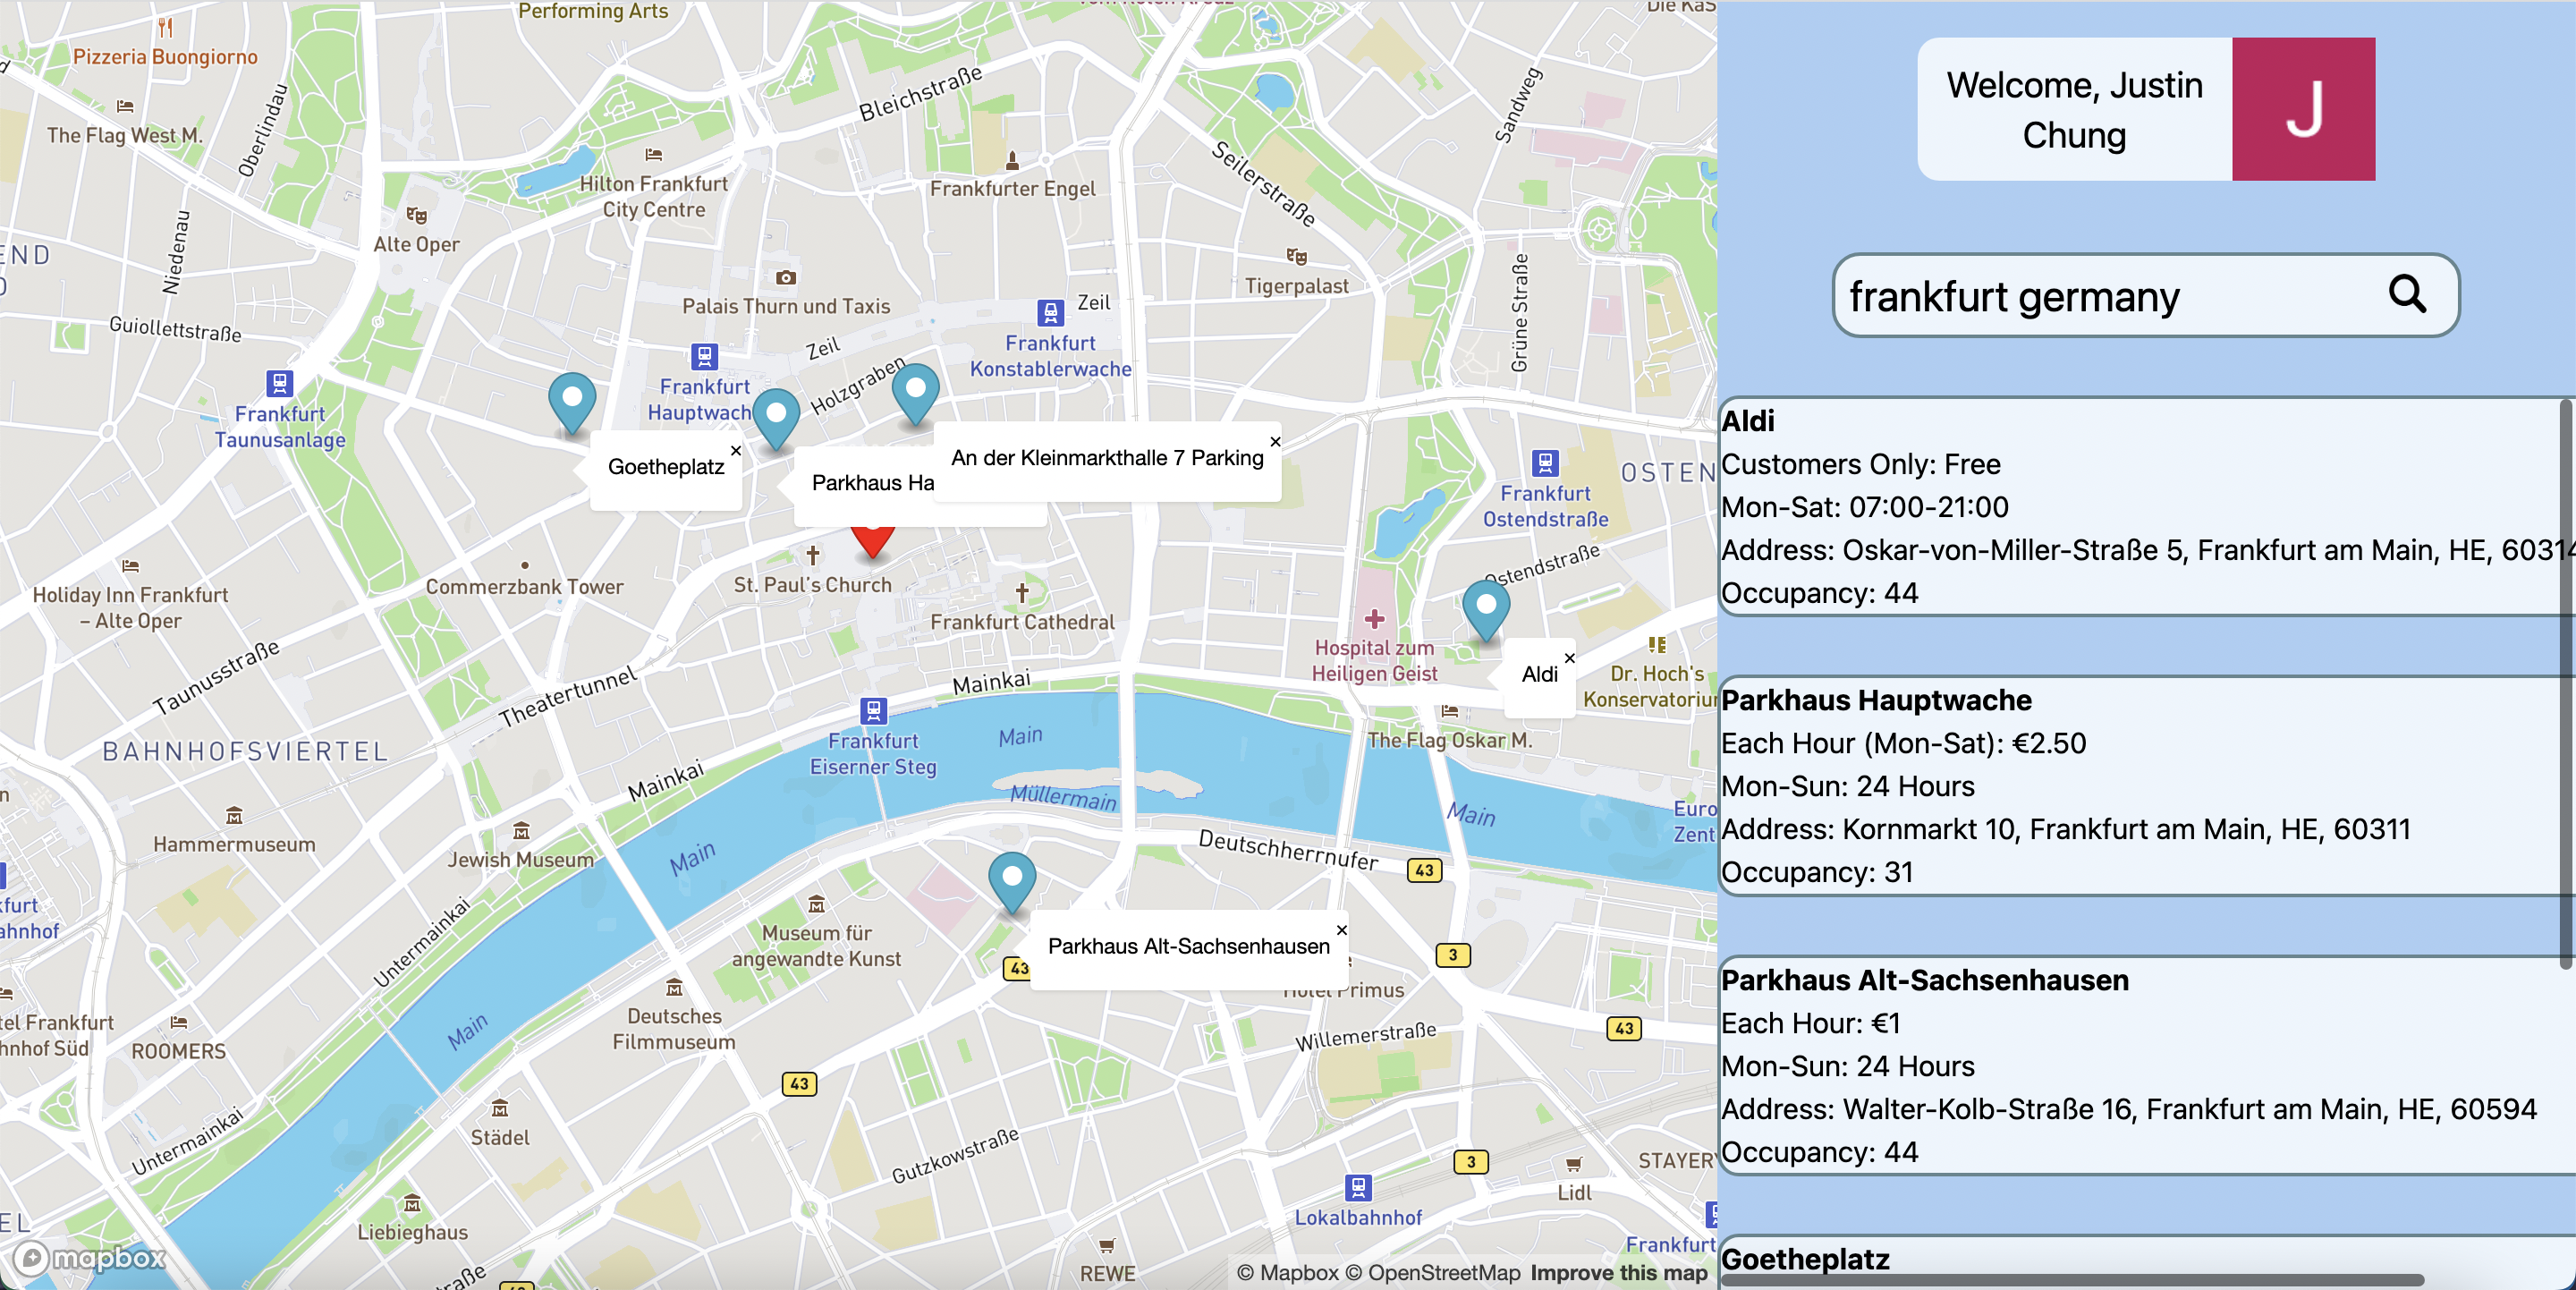 Performing Arts
Pizzeria Buongiorno
The Flag West M.
Oberlindau
Niedenau
Alte Oper
Hilton Frankfurt
City Centre
Bleichstraße
Frankfurter Engel
Seilerstraße
Sandweg
Tigerpalast
Grüne Straße
Palais Thurn und Taxis
Zeil
Zeil
Guiollettstraße
Frankfurt
Taunusanlage
Frankfurt
Hauptwach
Holzgraben
Frankfurt
Konstablerwache
Goetheplatz
×
Parkhaus Ha
An der Kleinmarkthalle 7 Parking
×
OSTEN
Frankfurt
Ostendstraße
Ostendstraße
St. Paul's Church
Commerzbank Tower
Frankfurt Cathedral
Holiday Inn Frankfurt
– Alte Oper
Hospital zum
Heiligen Geist
Aldi
×
Dr. Hoch's
Konservatoriu
Taunusstraße
Theatertunnel
Mainkai
The Flag Oskar M.
BAHNHOFSVIERTEL
Frankfurt
Eiserner Steg
Main
Mainkai
Müllermain
Main
Euro
Zent
Hammermuseum
Jewish Museum
Main
Deutschherrnufer
43
Untermainkai
Museum für
angewandte Kunst
43
Parkhaus Alt-Sachsenhausen
×
3
Hotel Primus
Deutsches
Filmmuseum
Main
ROOMERS
tel Frankfurt
hnhof Süd
furt
ahnhof
Willemerstraße
43
43
Untermainkai
Städel
Gutzkowstraße
3
STAYERY
Lidl
Lokalbahnhof
Liebieghaus
Frankfurt
REWE
raße
mapbox
© Mapbox © OpenStreetMap Improve this map
Welcome, Justin
Chung
J
frankfurt germany
Aldi
Customers Only: Free
Mon-Sat: 07:00-21:00
Address: Oskar-von-Miller-Straße 5, Frankfurt am Main, HE, 60314
Occupancy: 44
Parkhaus Hauptwache
Each Hour (Mon-Sat): €2.50
Mon-Sun: 24 Hours
Address: Kornmarkt 10, Frankfurt am Main, HE, 60311
Occupancy: 31
Parkhaus Alt-Sachsenhausen
Each Hour: €1
Mon-Sun: 24 Hours
Address: Walter-Kolb-Straße 16, Frankfurt am Main, HE, 60594
Occupancy: 44
Goetheplatz